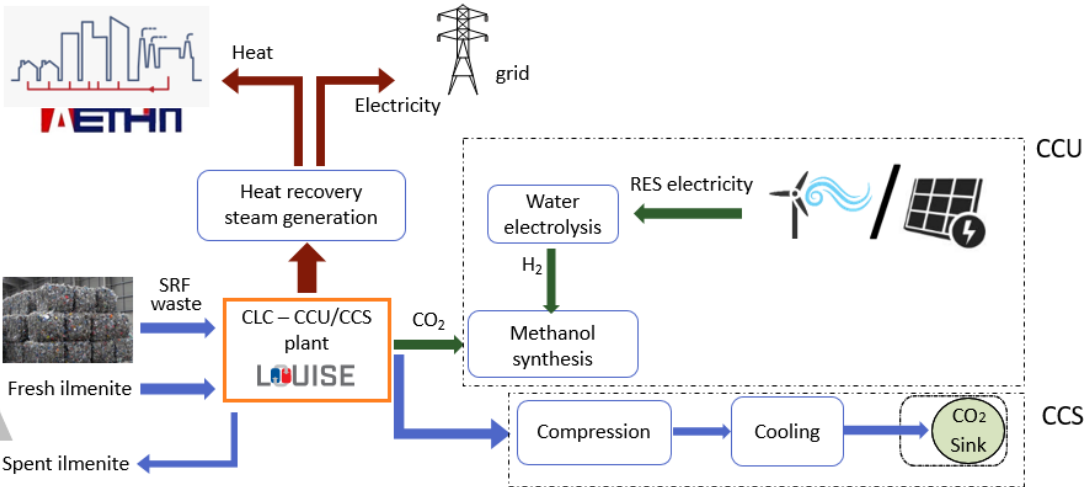 Heat
Electricity
grid
AETHΗΠ
CCU
Heat recovery
steam generation
RES electricity
Water
electrolysis
H2
SRF
waste
CLC – CCU/CCS
plant
LOUISE
CO2
Methanol
synthesis
Fresh ilmenite
Spent ilmenite
Compression
Cooling
CO2
Sink
CCS